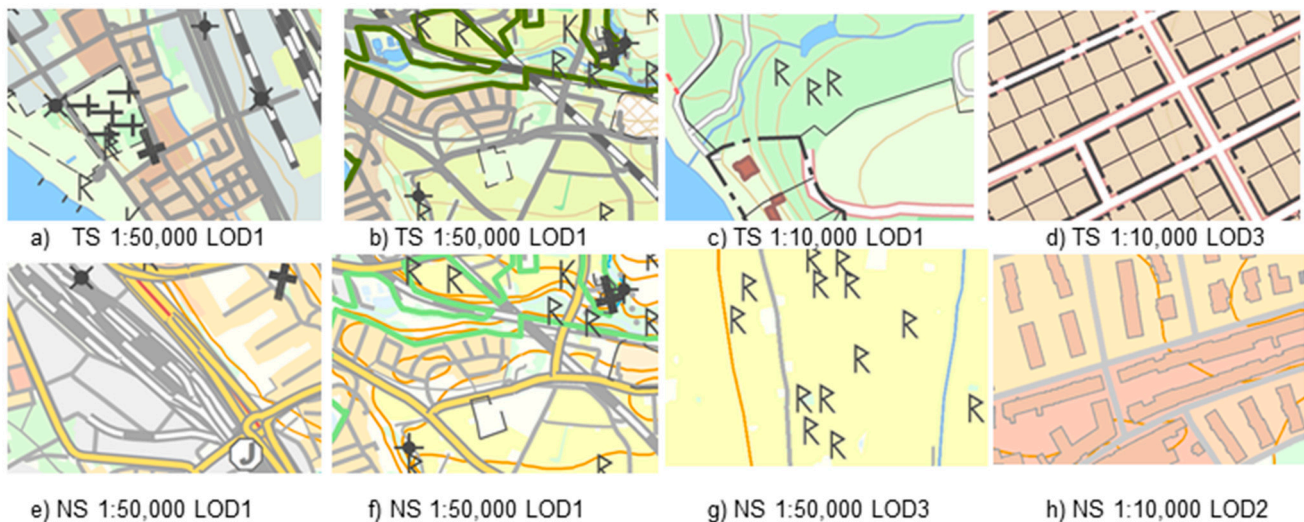 a) TS 1:50,000 LOD1
b) TS 1:50,000 LOD1
c) TS 1:10,000 LOD1
d) TS 1:10,000 LOD3
e) NS 1:50,000 LOD1
f) NS 1:50,000 LOD1
g) NS 1:50,000 LOD3
h) NS 1:10,000 LOD2